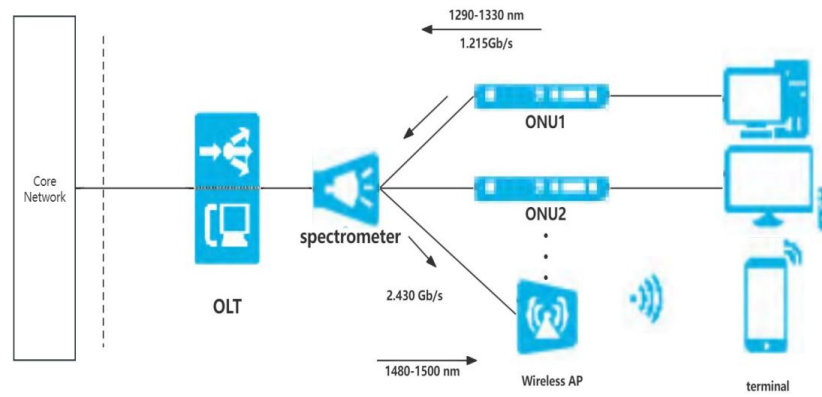 1290-1330 nm
1.215Gb/s
ONU1
Core
Network
ONU2
spectrometer
OLT
2.430 Gb/s
1480-1500 nm
Wireless AP
terminal